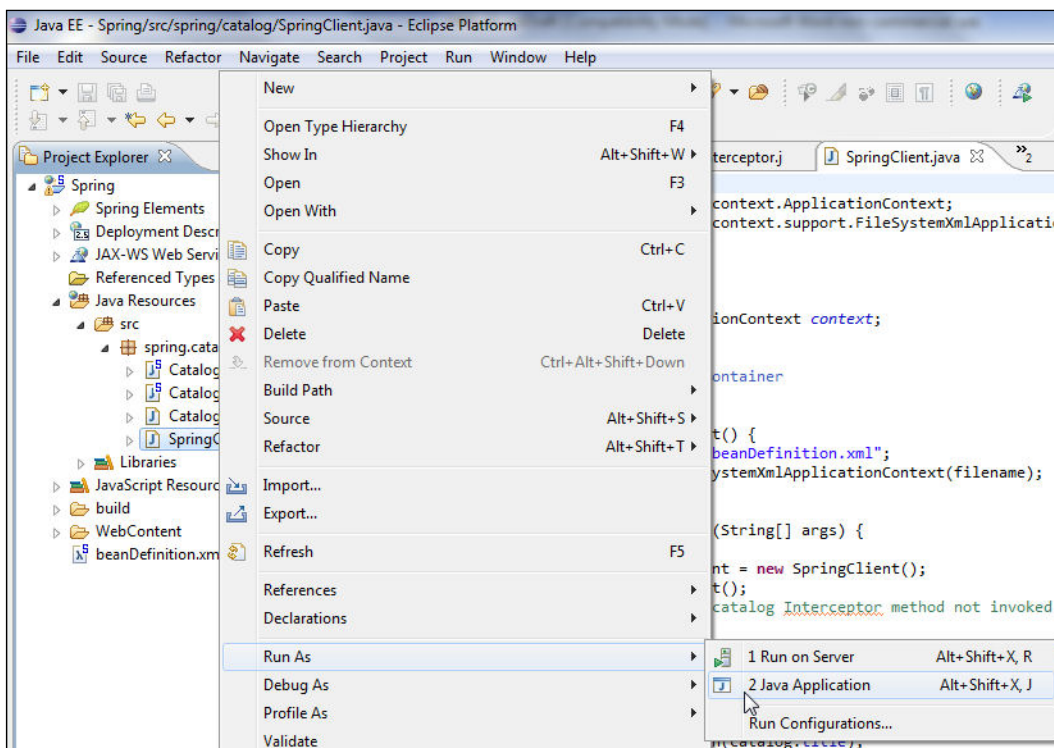 Java EE - Spring/src/spring/catalog/SpringClient.java - Eclipse Platform
File Edit Source Refactor Navigate Search Project Run Window Help
Project Explorer
Spring
Spring Elements
Deployment Descr
JAX-WS Web Servi
Referenced Types
Java Resources
src
spring.cata
Catalog
Catalog
Catalog
SpringC
Libraries
JavaScript Resourc
build
WebContent
beanDefinition.xm
New
Open Type Hierarchy F4
Show In Alt+Shift+W
Open F3
Open With
Copy Ctrl+C
Copy Qualified Name
Paste Ctrl+V
Delete Delete
Remove from Context Ctrl+Alt+Shift+Down
Build Path
Source Alt+Shift+S
Refactor Alt+Shift+T
Import...
Export...
Refresh F5
References
Declarations
Run As
Debug As
Profile As
Validate
1 Run on Server Alt+Shift+X, R
2 Java Application Alt+Shift+X, J
Run Configurations...
terceptor.j SpringClient.java 2
context.ApplicationContext;
context.support.FileSystemXmlApplicati
ionContext context;
ontainer
t() {
beanDefinition.xml";
ystemXmlApplicationContext(filename);
(String[] args) {
nt = new SpringClient();
t();
catalog Interceptor method not invoked
n(catalog.title);